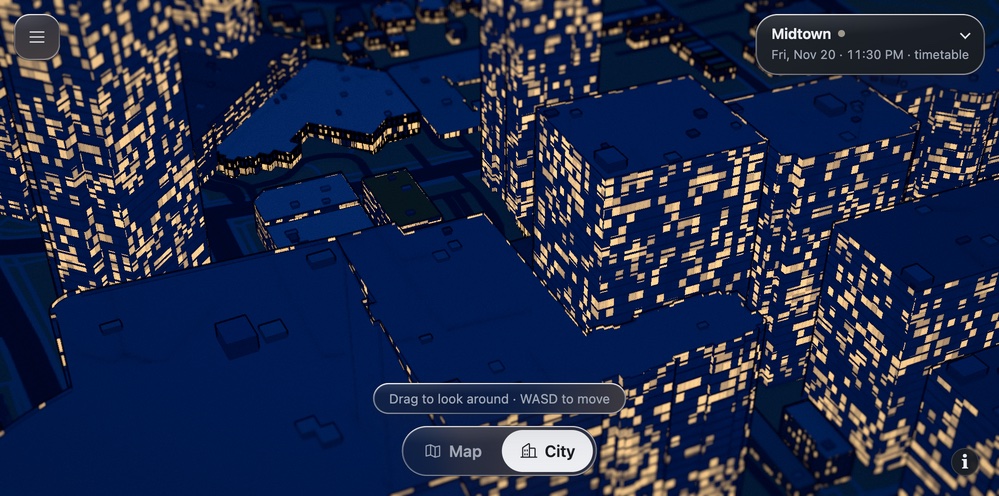 Midtown
Fri, Nov 20 · 11:30 PM · timetable
Drag to look around · WASD to move
Map
City
i